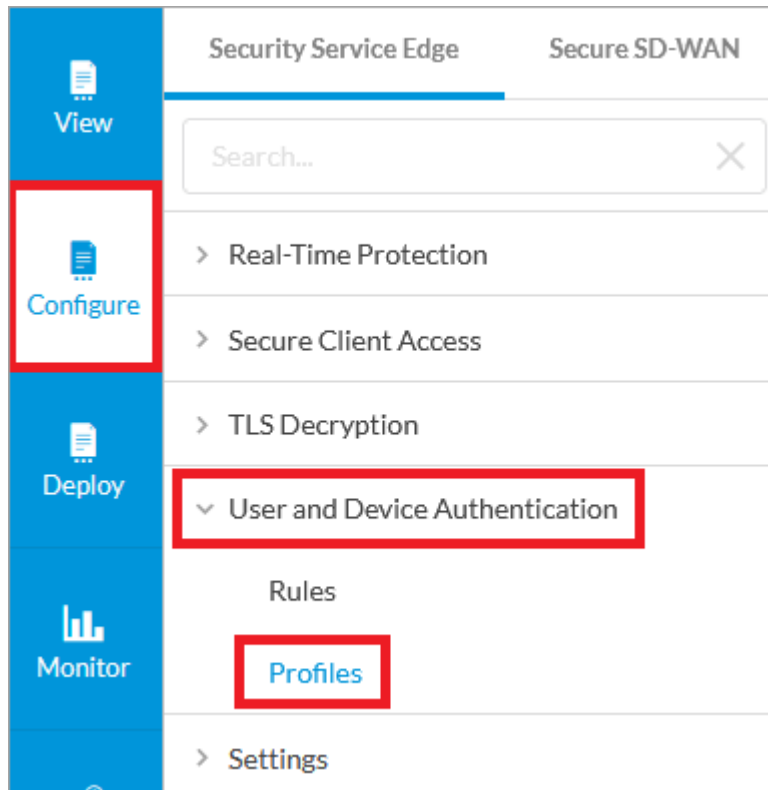 Security Service Edge
Secure SD-WAN
View
Search...
Configure
Real-Time Protection
Secure Client Access
TLS Decryption
Deploy
User and Device Authentication
Rules
Monitor
Profiles
Settings